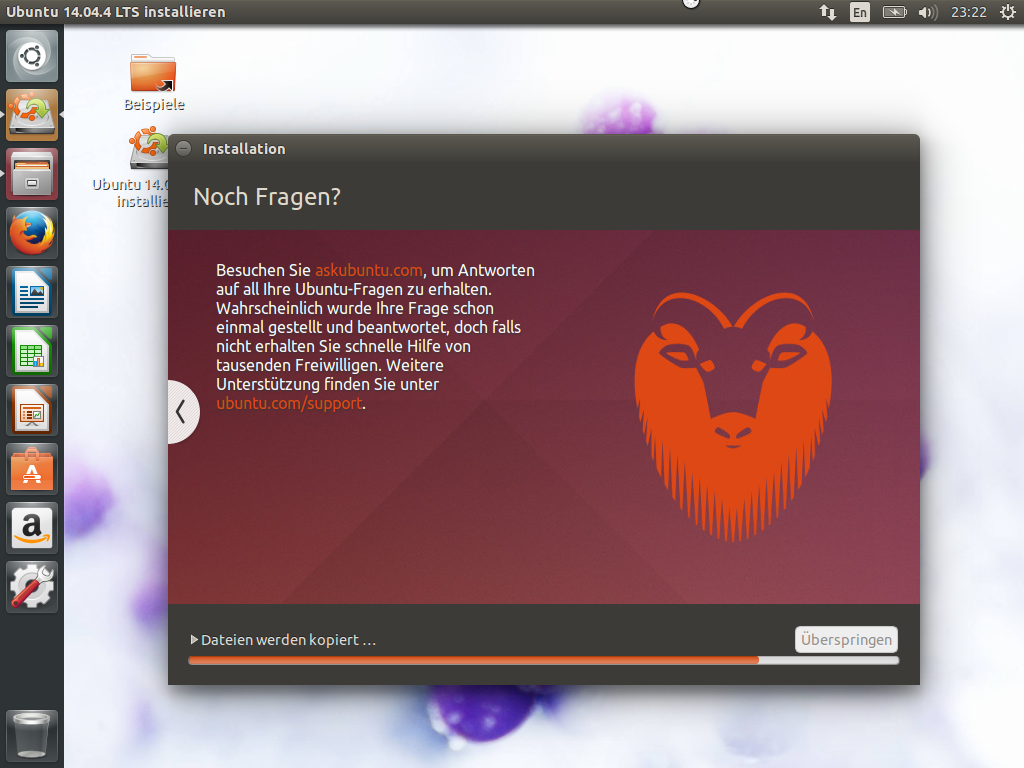 Ubuntu 14.04.4 LTS installieren
En
23:22
Beispiele
Ubuntu 14.0
installie
Installation
Noch Fragen?
Besuchen Sie askubuntu.com, um Antworten
auf all Ihre Ubuntu-Fragen zu erhalten.
Wahrscheinlich wurde Ihre Frage schon
einmal gestellt und beantwortet, doch falls
nicht erhalten Sie schnelle Hilfe von
tausenden Freiwilligen. Weitere
Unterstützung finden Sie unter
ubuntu.com/support.
Dateien werden kopiert …
Überspringen